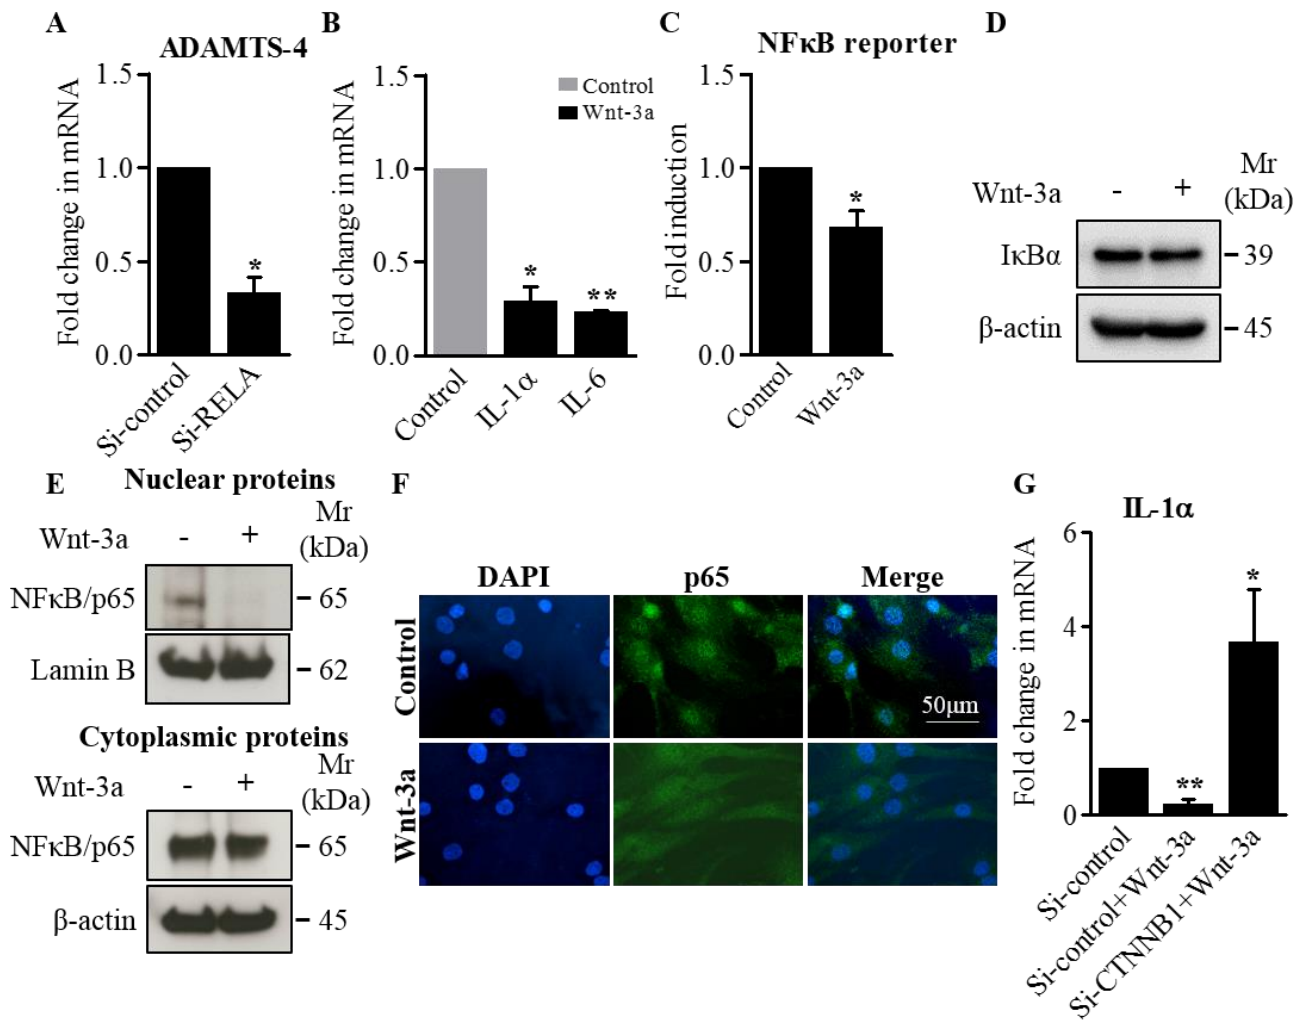 A
ADAMTS-4
Fold change in mRNA
1.5
1.0
0.5
0.0
*
Si-control
Si-RELA
B
Fold change in mRNA
1.5
1.0
0.5
0.0
Control
Wnt-3a
*
**
Control
IL-1α
IL-6
C
NFκB reporter
Fold induction
1.5
1.0
0.5
0.0
*
Control
Wnt-3a
D
Mr
(kDa)
Wnt-3a - +
IκBα 39
β-actin 45
E
Nuclear proteins
Mr
(kDa)
Wnt-3a - +
NFκB/p65 65
Lamin B 62
Cytoplasmic proteins
Mr
(kDa)
Wnt-3a - +
NFκB/p65 65
β-actin 45
F
DAPI p65 Merge
Control
50μm
Wnt-3a
G
IL-1α
Fold change in mRNA
6
4
2
0
**
*
Si-control
Si-control+Wnt-3a
Si-CTNNB1+Wnt-3a